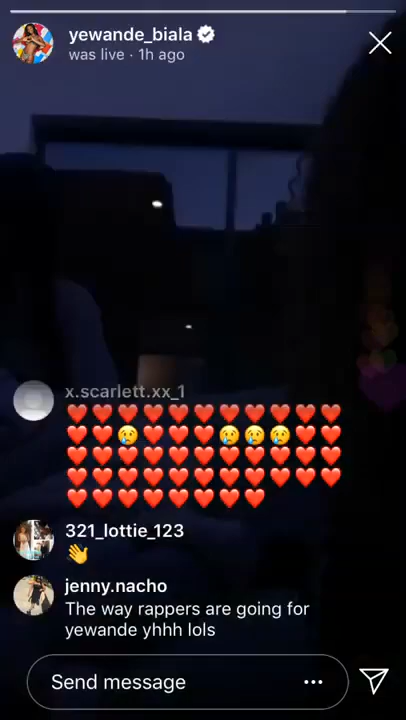 yewande_biala
was live · 1h ago
x.scarlett.xx_1
❤️❤️❤️❤️❤️❤️❤️❤️❤️❤️❤️
❤️❤️😢❤️❤️❤️😢😢😢❤️❤️
❤️❤️❤️❤️❤️❤️❤️❤️❤️❤️❤️
❤️❤️❤️❤️❤️❤️❤️❤️❤️❤️❤️
❤️❤️❤️❤️❤️❤️❤️❤️
321_lottie_123
👋
jenny.nacho
The way rappers are going for
yewande yhhh lols
Send message